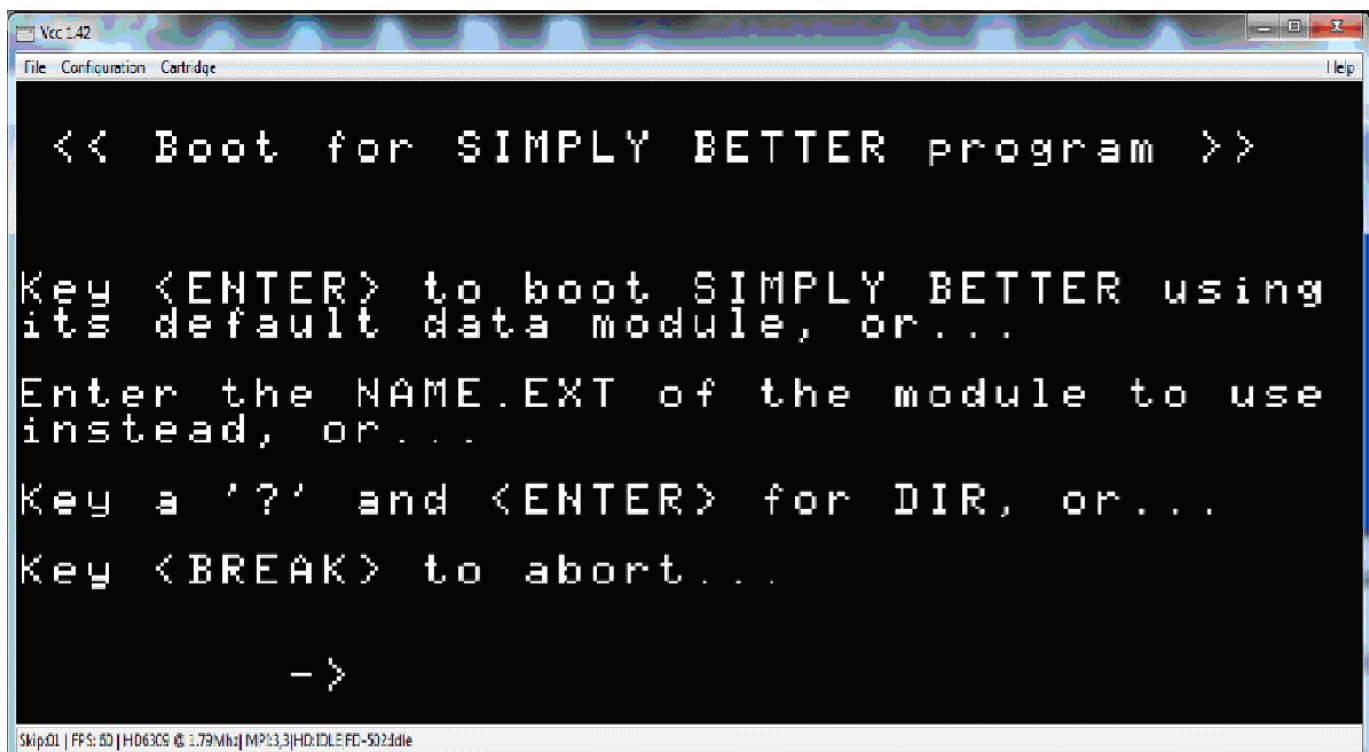 Vcc 1.42
File Configuration Cartridge Help
<< Boot for SIMPLY BETTER program >>
Key <ENTER> to boot SIMPLY BETTER using
its default data module, or...
Enter the NAME.EXT of the module to use
instead, or...
Key a '?' and <ENTER> for DIR, or...
Key <BREAK> to abort...
->
Skip:01 | FPS: 60 | HD6309 @ 1.79Mhz| MPI:3,3|HD:IDLE|FD-502:Idle